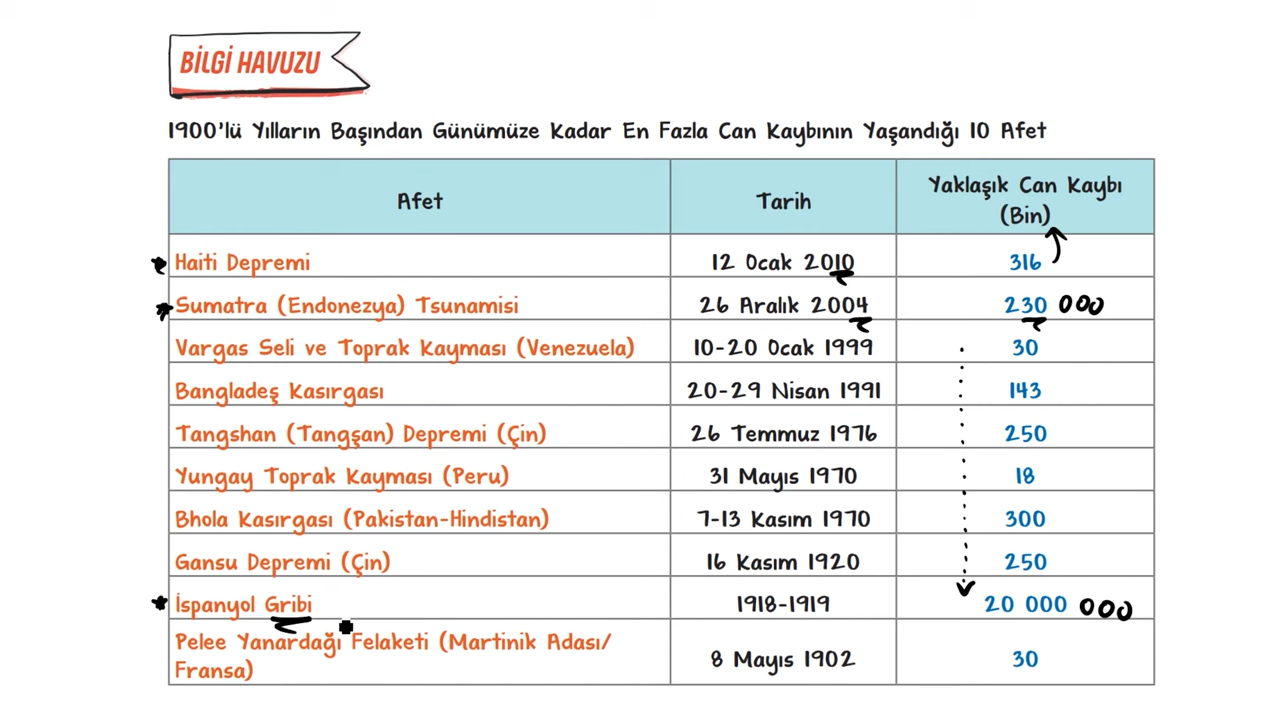 BİLGİ HAVUZU
1900'lü Yılların Başından Günümüze Kadar En Fazla Can Kaybının Yaşandığı 10 Afet
Afet Tarih Yaklaşık Can Kaybı
(Bin)
Haiti Depremi 12 Ocak 2010 316
Sumatra (Endonezya) Tsunamisi 26 Aralık 2004 230 000
Vargas Seli ve Toprak Kayması (Venezuela) 10-20 Ocak 1999 30
Bangladeş Kasırgası 20-29 Nisan 1991 143
Tangshan (Tangşan) Depremi (Çin) 26 Temmuz 1976 250
Yungay Toprak Kayması (Peru) 31 Mayıs 1970 18
Bhola Kasırgası (Pakistan-Hindistan) 7-13 Kasım 1970 300
Gansu Depremi (Çin) 16 Kasım 1920 250
İspanyol Gribi 1918-1919 20 000 000
Pelee Yanardağı Felaketi (Martinik Adası/
Fransa) 8 Mayıs 1902 30